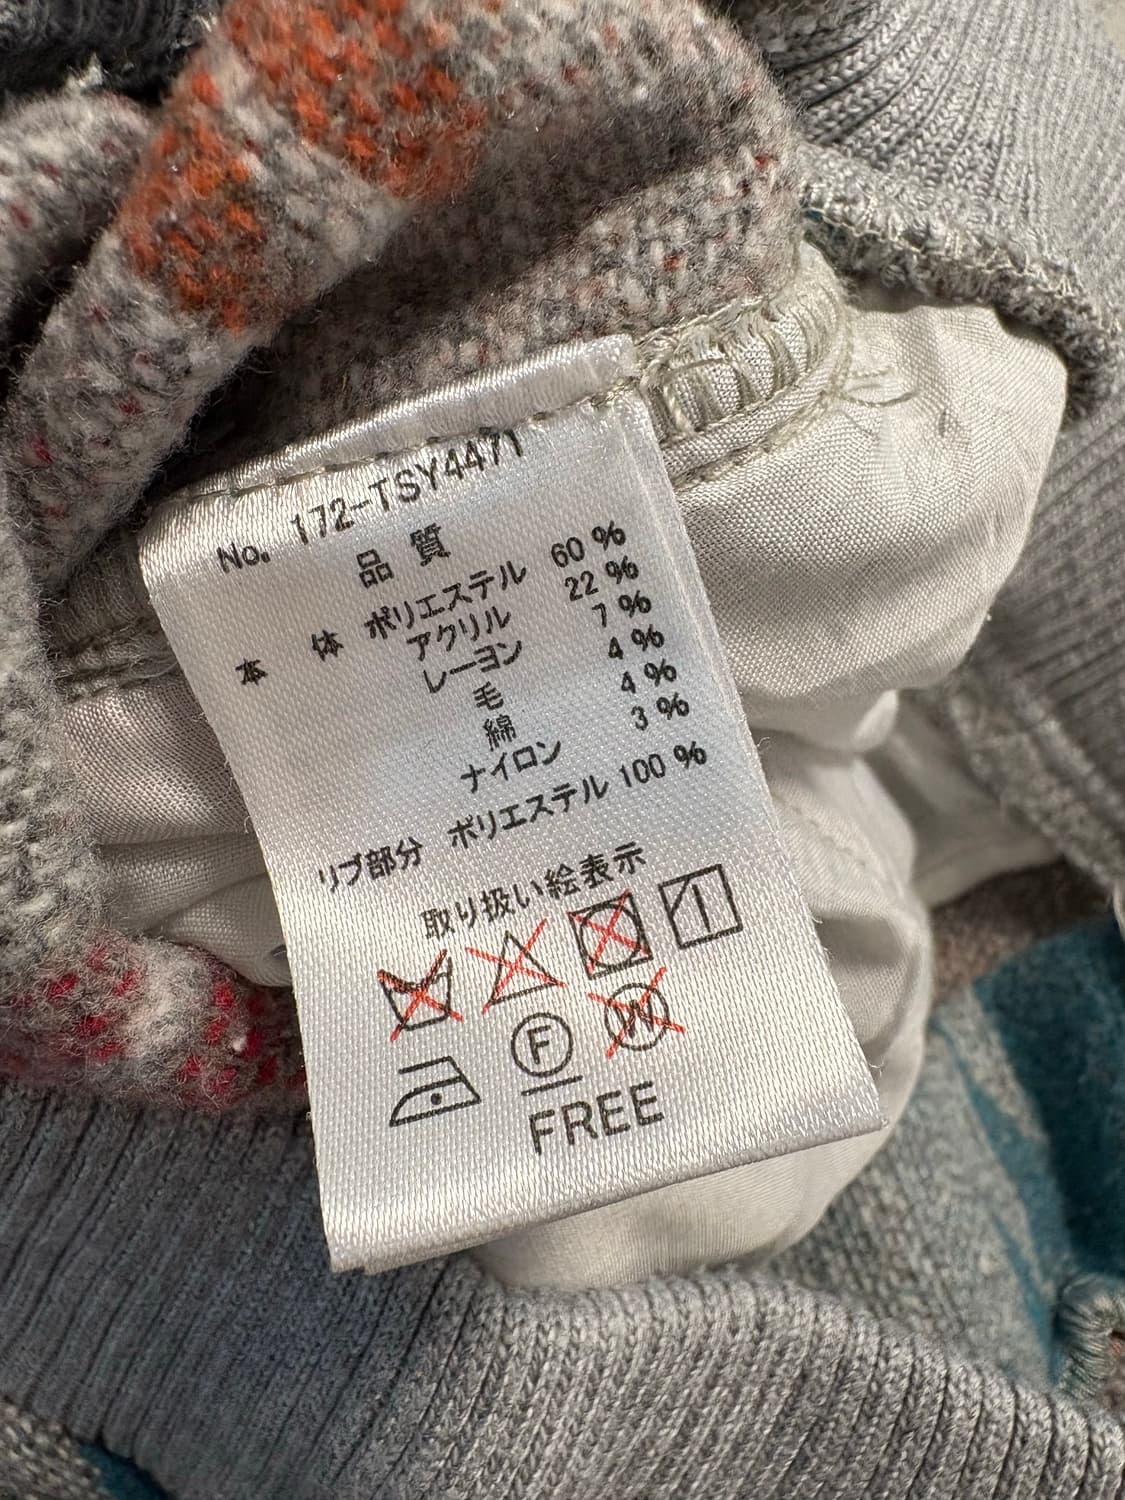 No. 172-TSY4471
品 質
本 体 ポリエステル 60 %
アクリル 22 %
レーヨン 7 %
毛 4 %
綿 4 %
ナイロン 3 %
リブ部分 ポリエステル 100 %
取り扱い絵表示
F W
FREE